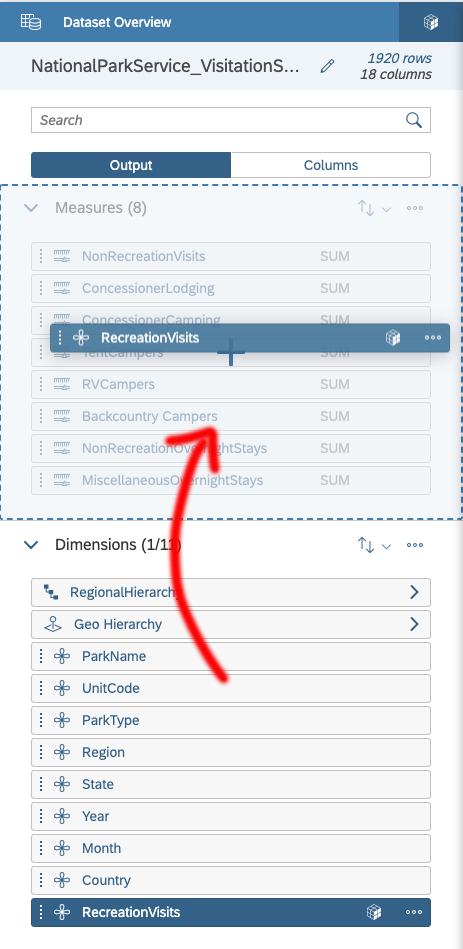 Dataset Overview
NationalParkService_VisitationS...
1920 rows
18 columns
Search
Output Columns
Measures (8)
NonRecreationVisits SUM
ConcessionerLodging SUM
ConcessionerCamping SUM
RecreationVisits
TentCampers SUM
RVCampers SUM
Backcountry Campers SUM
NonRecreationOvernightStays SUM
MiscellaneousOvernightStays SUM
Dimensions (1/11)
RegionalHierarchy
Geo Hierarchy
ParkName
UnitCode
ParkType
Region
State
Year
Month
Country
RecreationVisits